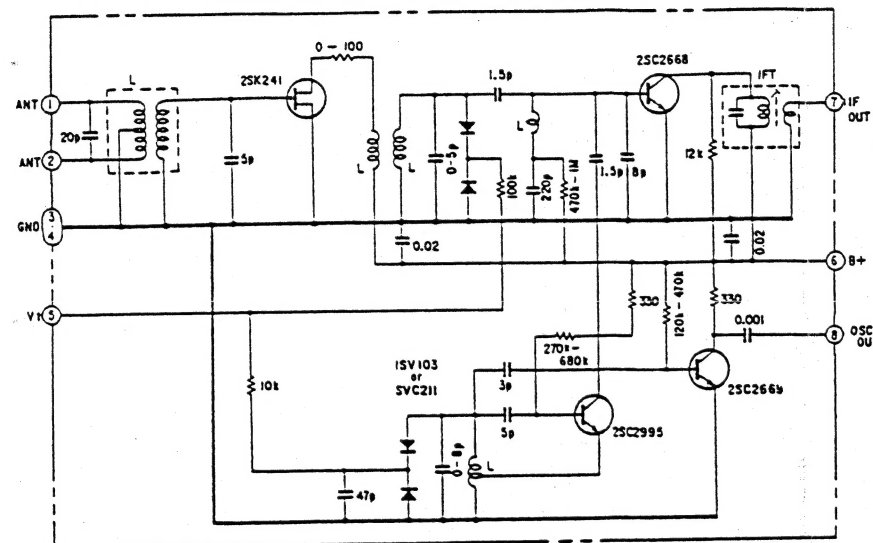 0 - 100
2SC2668
IFT
L
2SK241
1.5p
ANT 1
7 IF
OUT
20p
5p
L
L
0-5p
L
100k
220p
470k-1M
1.5p
8p
12k
ANT 2
GND 3
4
0.02
0.02
6 B+
Vt 5
330
120k - 470k
330
0.001
8 OSC
OU
270k-
680k
1SV103
or
SVC211
10k
3p
2SC2669
5p
2SC2995
0-8p
L
47p